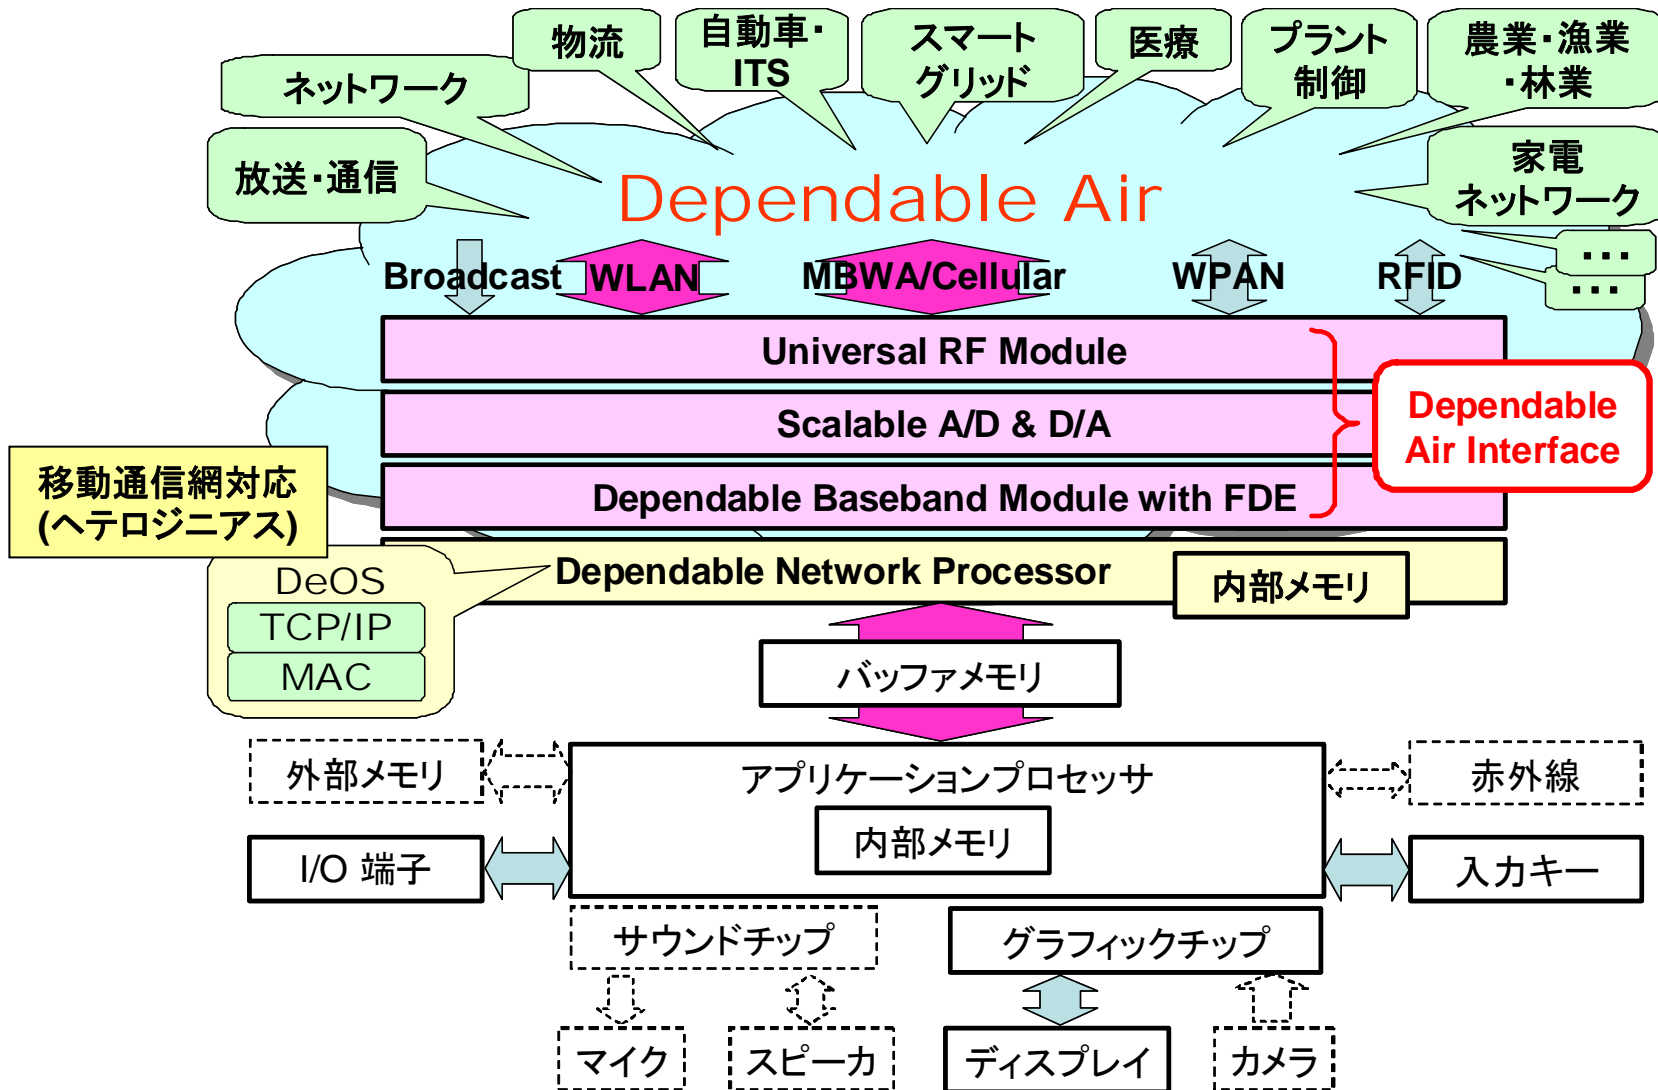 物流
自動車・
ITS
スマート
グリッド
医療
プラント
制御
農業・漁業
・林業
ネットワーク
放送・通信
家電
ネットワーク
Dependable Air
・・・
・・・
Broadcast
WLAN
MBWA/Cellular
WPAN
RFID
Universal RF Module
Scalable A/D & D/A
Dependable Baseband Module with FDE
Dependable
Air Interface
移動通信網対応
(ヘテロジニアス)
DeOS
TCP/IP
MAC
Dependable Network Processor
内部メモリ
バッファメモリ
外部メモリ
アプリケーションプロセッサ
内部メモリ
赤外線
I/O 端子
入力キー
サウンドチップ
グラフィックチップ
マイク
スピーカ
ディスプレイ
カメラ